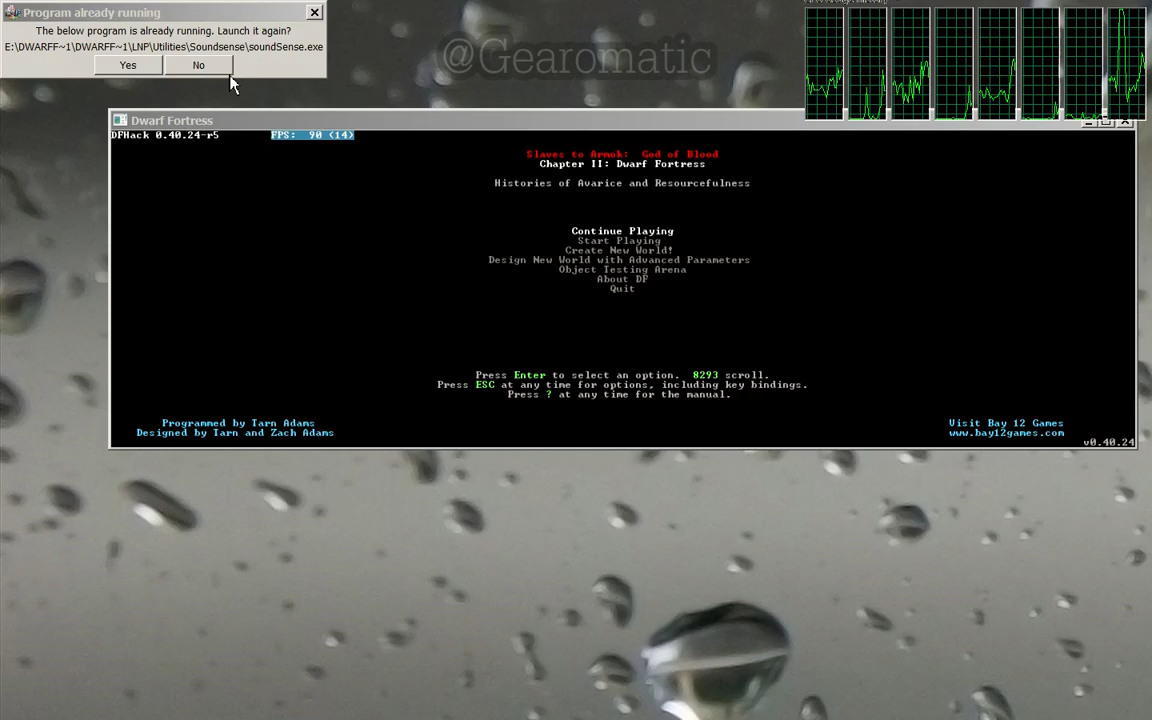 Program already running
The below program is already running. Launch it again?
E:\DWARFF~1\DWARFF~1\LNP\Utilities\Soundsense\soundSense.exe
Yes
No
@Gearomatic
Dwarf Fortress
DFHack 0.40.24-r5
FPS: 90 (14)
Slaves to Armok: God of Blood
Chapter II: Dwarf Fortress
Histories of Avarice and Resourcefulness
Continue Playing
Start Playing
Create New World!
Design New World with Advanced Parameters
Object Testing Arena
About DF
Quit
Press Enter to select an option. 8293 scroll.
Press ESC at any time for options, including key bindings.
Press ? at any time for the manual.
Programmed by Tarn Adams
Designed by Tarn and Zach Adams
Visit Bay 12 Games
www.bay12games.com
v0.40.24